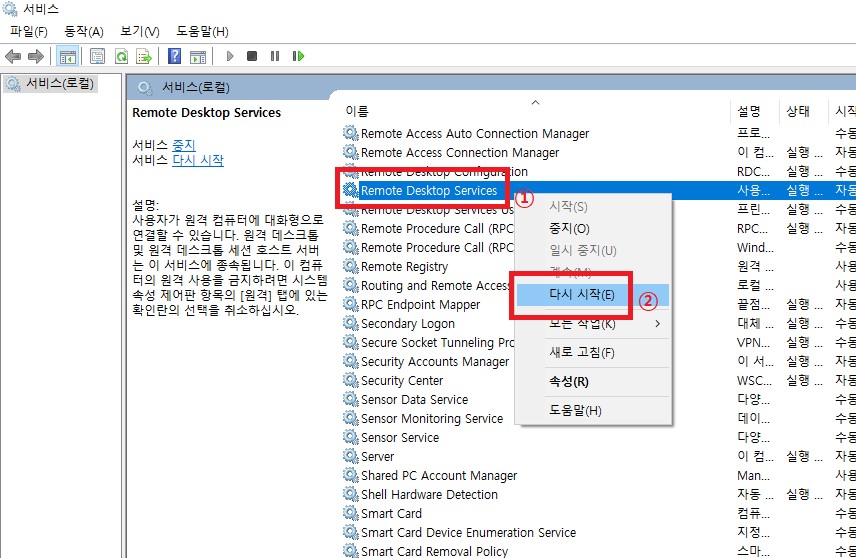 서비스
파일(F) 동작(A) 보기(V) 도움말(H)
서비스(로컬)
서비스(로컬)
Remote Desktop Services
서비스 중지
서비스 다시 시작
설명:
사용자가 원격 컴퓨터에 대화형으로
연결할 수 있습니다. 원격 데스크톱
및 원격 데스크톱 세션 호스트 서버
는 이 서비스에 종속됩니다. 이 컴퓨
터의 원격 사용을 금지하려면 시스템
속성 제어판 항목의 [원격] 탭에 있는
확인란의 선택을 취소하십시오.
이름 설명 상태 시작
Remote Access Auto Connection Manager 프로... 수동
Remote Access Connection Manager 이 컴... 실행 ... 자동
Remote Desktop Configuration RDC... 실행 ... 수동
Remote Desktop Services 사용... 실행 ... 수동
Remote Desktop Services Us 프린... 실행 ... 수동
Remote Procedure Call (RPC RPC... 실행 ... 자동
Remote Procedure Call (RPC Wind... 수동
Remote Registry 원격 ... 자동
Routing and Remote Access 로컬 ... 자동
RPC Endpoint Mapper 끝점... 실행 ... 자동
Secondary Logon 대체 ... 실행 ... 수동
Secure Socket Tunneling Pro VPN... 실행 ... 수동
Security Accounts Manager 이 서... 실행 ... 자동
Security Center WSC... 실행 ... 자동
Sensor Data Service 다양... 수동
Sensor Monitoring Service 데이... 수동
Sensor Service 다양... 수동
Server 이 컴... 실행 ... 자동
Shared PC Account Manager Man... 수동
Shell Hardware Detection 자동 ... 실행 ... 자동
Smart Card 컴퓨... 수동
Smart Card Device Enumeration Service 지정... 수동
Smart Card Removal Policy 스마... 수동
①
시작(S)
중지(O)
일시 중지(U)
계속(M)
다시 시작(E)
②
모든 작업(K)
새로 고침(F)
속성(R)
도움말(H)